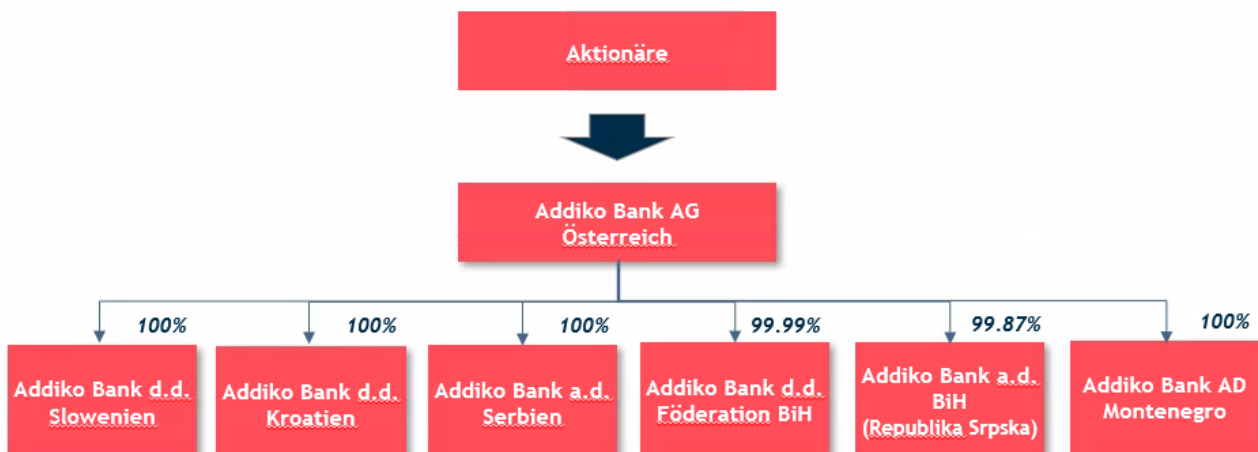 Aktionäre
Addiko Bank AG
Österreich
100%
100%
100%
99.99%
99.87%
100%
Addiko Bank d.d.
Slowenien
Addiko Bank d.d.
Kroatien
Addiko Bank a.d.
Serbien
Addiko Bank d.d.
Föderation BiH
Addiko Bank a.d.
BiH
(Republika Srpska)
Addiko Bank AD
Montenegro